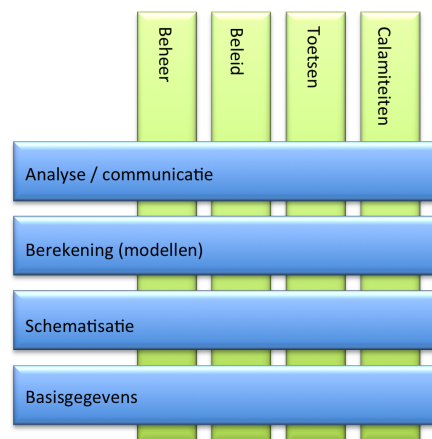 Beheer
Beleid
Toetsen
Calamiteiten
Analyse / communicatie
Berekening (modellen)
Schematisatie
Basisgegevens